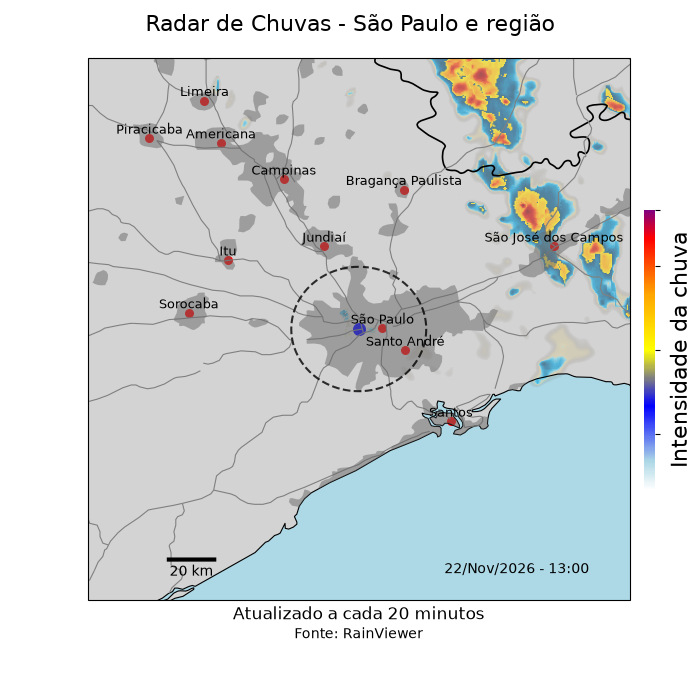 Radar de Chuvas - São Paulo e região
Limeira
Piracicaba
Americana
Campinas
Bragança Paulista
Jundiaí
São José dos Campos
Itu
Sorocaba
São Paulo
Santo André
Santos
Intensidade da chuva
20 km
22/Nov/2026 - 13:00
Atualizado a cada 20 minutos
Fonte: RainViewer